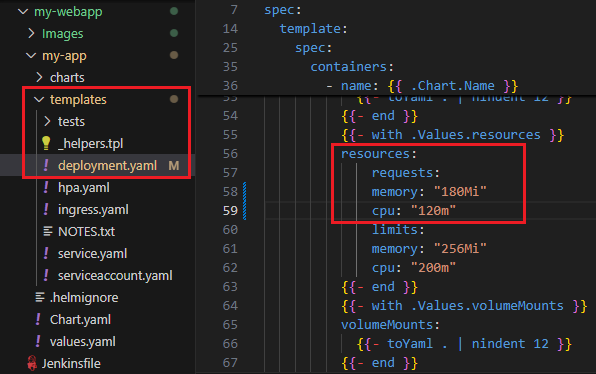 my-webapp
Images
my-app
charts
templates
tests
_helpers.tpl
! deployment.yaml M
! hpa.yaml
! ingress.yaml
NOTES.txt
! service.yaml
! serviceaccount.yaml
.helmignore
! Chart.yaml
! values.yaml
Jenkinsfile
7 spec:
14 template:
25 spec:
35 containers:
36 - name: {{ .Chart.Name }}
53 {{- toYaml . | nindent 12 }}
54 {{- end }}
55 {{- with .Values.resources }}
56 resources:
57 requests:
58 memory: "180Mi"
59 cpu: "120m"
60 limits:
61 memory: "256Mi"
62 cpu: "200m"
63 {{- end }}
64 {{- with .Values.volumeMounts }}
65 volumeMounts:
66 {{- toYaml . | nindent 12 }}
67 {{- end }}